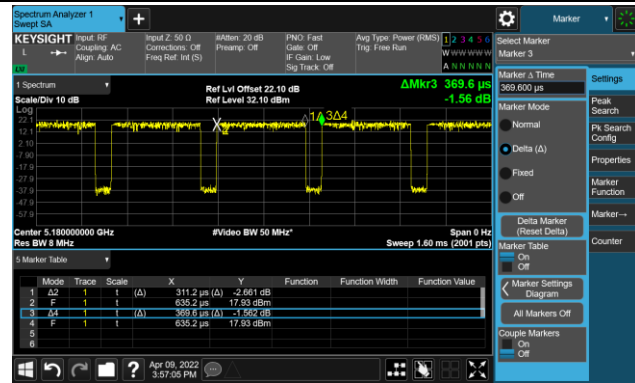 Spectrum Analyzer 1
Swept SA
Marker
KEYSIGHT Input: RF Input Z: 50 Ω #Atten: 20 dB PNO: Fast Avg Type: Power (RMS) 1 2 3 4 5 6
L Coupling: AC Corrections: Off Preamp: Off Gate: Off Trig: Free Run W W W W W W
Align: Auto Freq Ref: Int (S) IF Gain: Low
Sig Track: Off A N N N N N
Select Marker
Marker 3
1 Spectrum
Ref Lvl Offset 22.10 dB
ΔMkr3 369.6 µs
Scale/Div 10 dB Ref Level 32.10 dBm -1.56 dB
Log
22.1
12.1
2.10
-7.90
-17.9
-27.9
-37.9
-47.9
-57.9
3Δ4
Center 5.180000000 GHz #Video BW 50 MHz* Span 0 Hz
Res BW 8 MHz Sweep 1.60 ms (2001 pts)
5 Marker Table
Mode Trace Scale X Y Function Function Width Function Value
1 Δ2 1 t (Δ) 311.2 µs (Δ) -2.661 dB
2 F 1 t 635.2 µs 17.93 dBm
3 Δ4 1 t (Δ) 369.6 µs (Δ) -1.562 dB
4 F 1 t 635.2 µs 17.93 dBm
5
6
Marker Δ Time
369.600 µs
Marker Mode
Normal
Delta (Δ)
Fixed
Off
Delta Marker
(Reset Delta)
Marker Table
On
Off
Marker Settings
Diagram
All Markers Off
Couple Markers
On
Off
Settings
Peak
Search
Pk Search
Config
Properties
Marker
Function
Marker→
Counter
Apr 09, 2022
3:57:05 PM